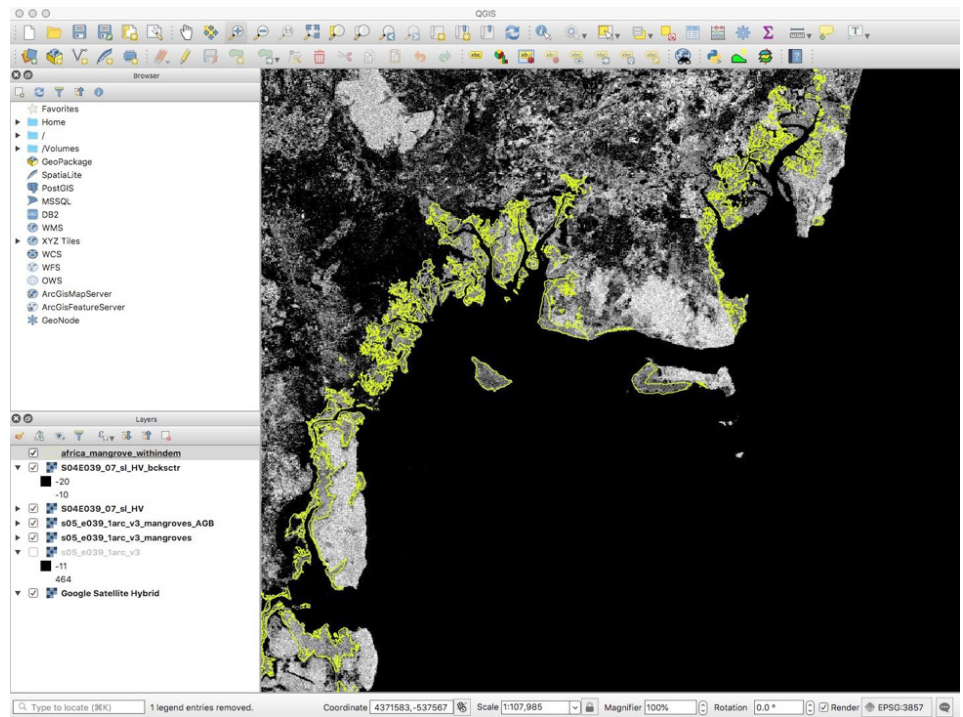 QGIS
Browser
Favorites
Home
/
/Volumes
GeoPackage
SpatiaLite
PostGIS
MSSQL
DB2
WMS
XYZ Tiles
WCS
WFS
OWS
ArcGisMapServer
ArcGisFeatureServer
GeoNode
Layers
africa_mangrove_withindem
S04E039_07_sl_HV_bcksctr
-20
-10
S04E039_07_sl_HV
s05_e039_1arc_v3_mangroves_AGB
s05_e039_1arc_v3_mangroves
s05_e039_1arc_v3
-11
464
Google Satellite Hybrid
Type to locate (⌘K) 1 legend entries removed. Coordinate 4371583,-537567 Scale 1:107,985 Magnifier 100% Rotation 0.0 ° Render EPSG:3857